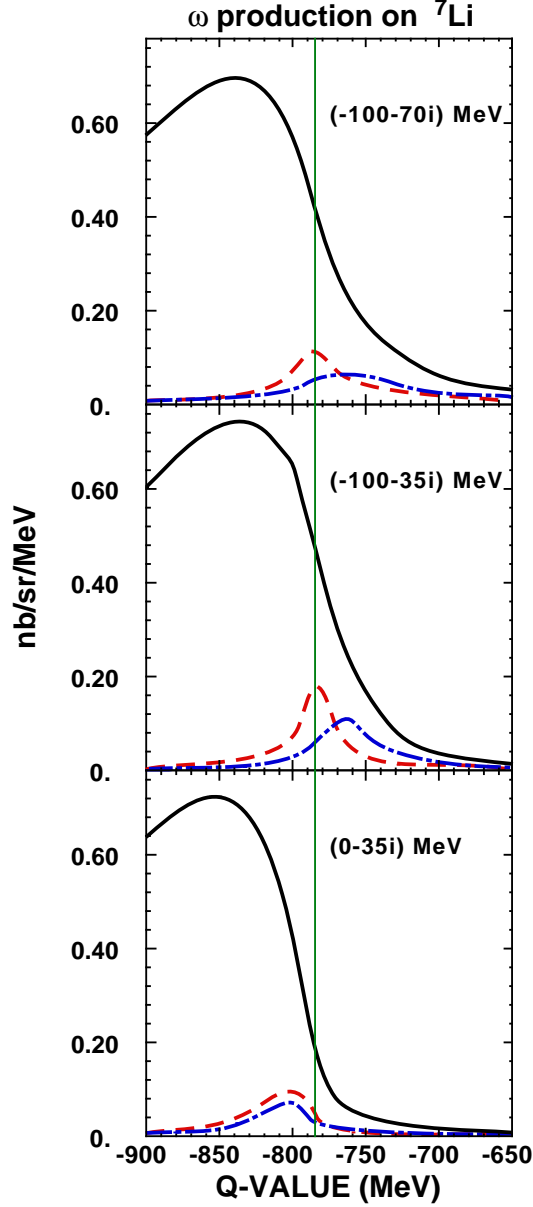 ω production on ⁷Li
(-100-70i) MeV
0.60
0.40
0.20
0.
(-100-35i) MeV
0.60
0.40
0.20
0.
nb/sr/MeV
(0-35i) MeV
0.60
0.40
0.20
0.
-900 -850 -800 -750 -700 -650
Q-VALUE (MeV)